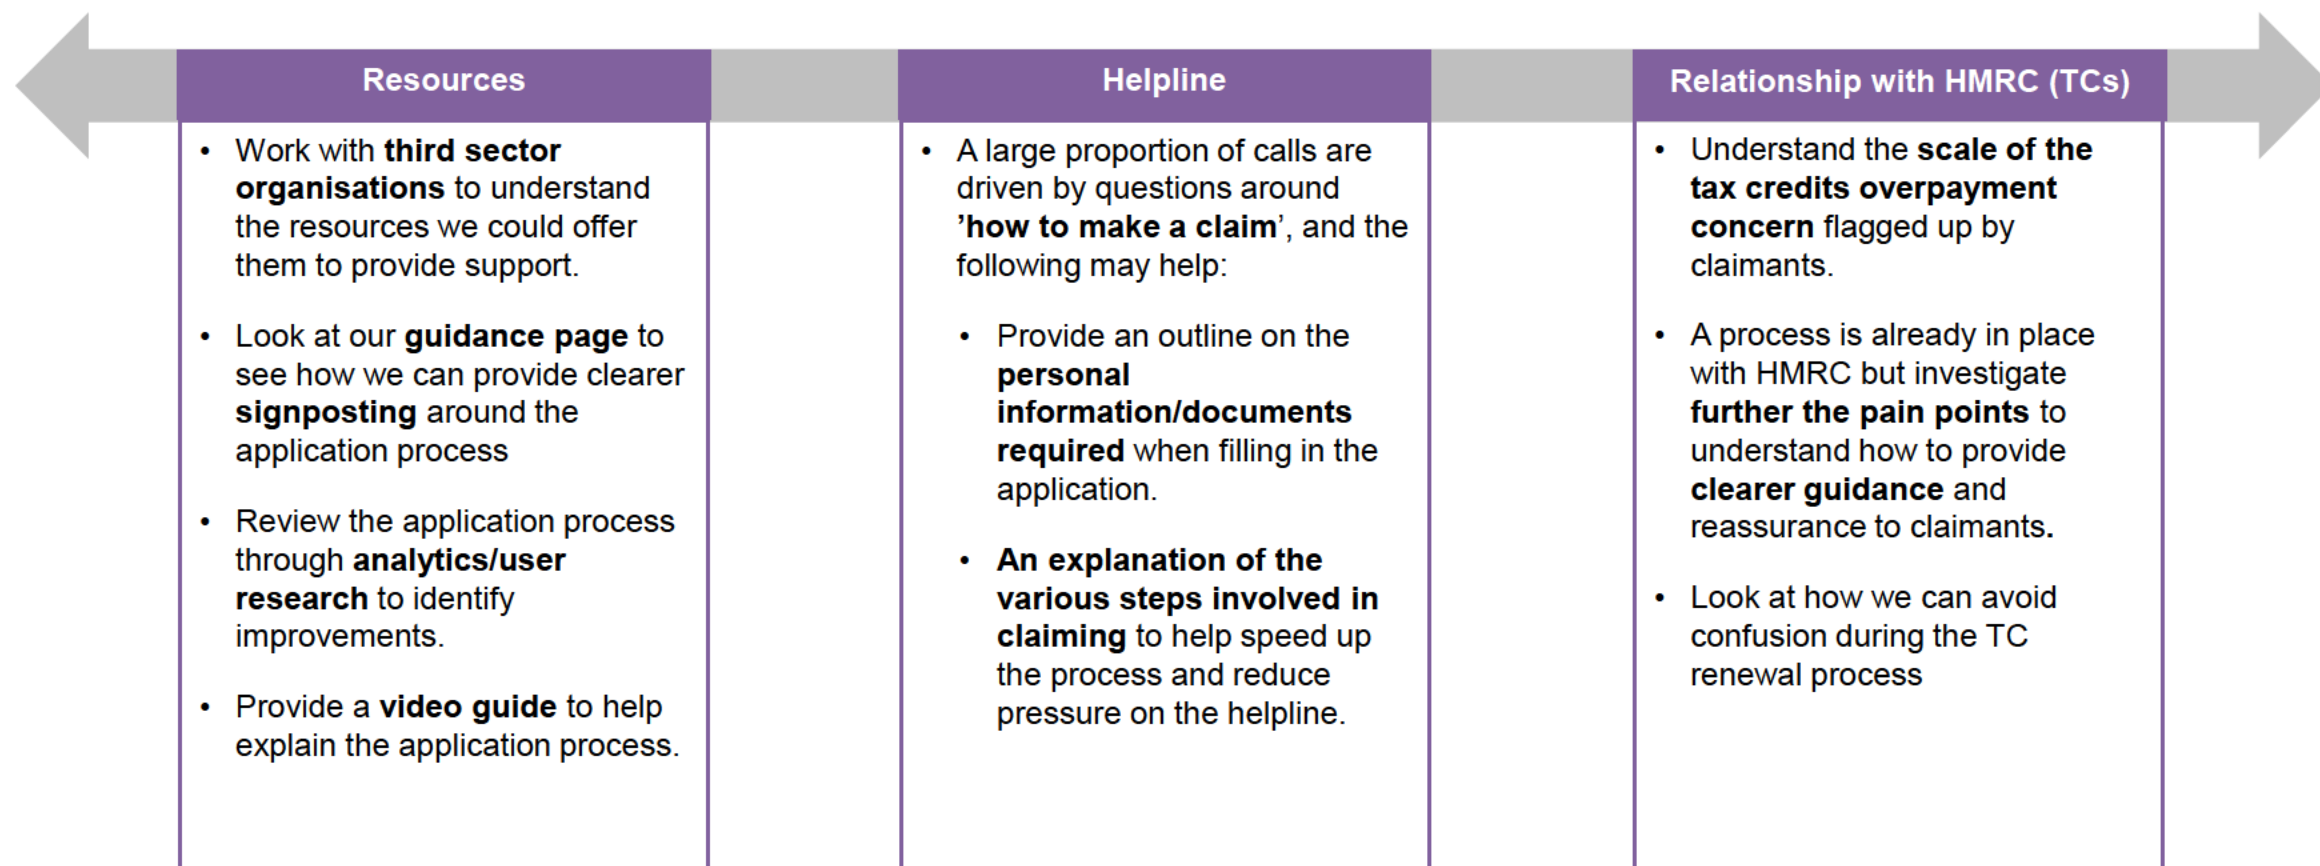 Resources
• Work with third sector
organisations to understand
the resources we could offer
them to provide support.
• Look at our guidance page to
see how we can provide clearer
signposting around the
application process
• Review the application process
through analytics/user
research to identify
improvements.
• Provide a video guide to help
explain the application process.
Helpline
• A large proportion of calls are
driven by questions around
’how to make a claim’, and the
following may help:
• Provide an outline on the
personal
information/documents
required when filling in the
application.
• An explanation of the
various steps involved in
claiming to help speed up
the process and reduce
pressure on the helpline.
Relationship with HMRC (TCs)
• Understand the scale of the
tax credits overpayment
concern flagged up by
claimants.
• A process is already in place
with HMRC but investigate
further the pain points to
understand how to provide
clearer guidance and
reassurance to claimants.
• Look at how we can avoid
confusion during the TC
renewal process